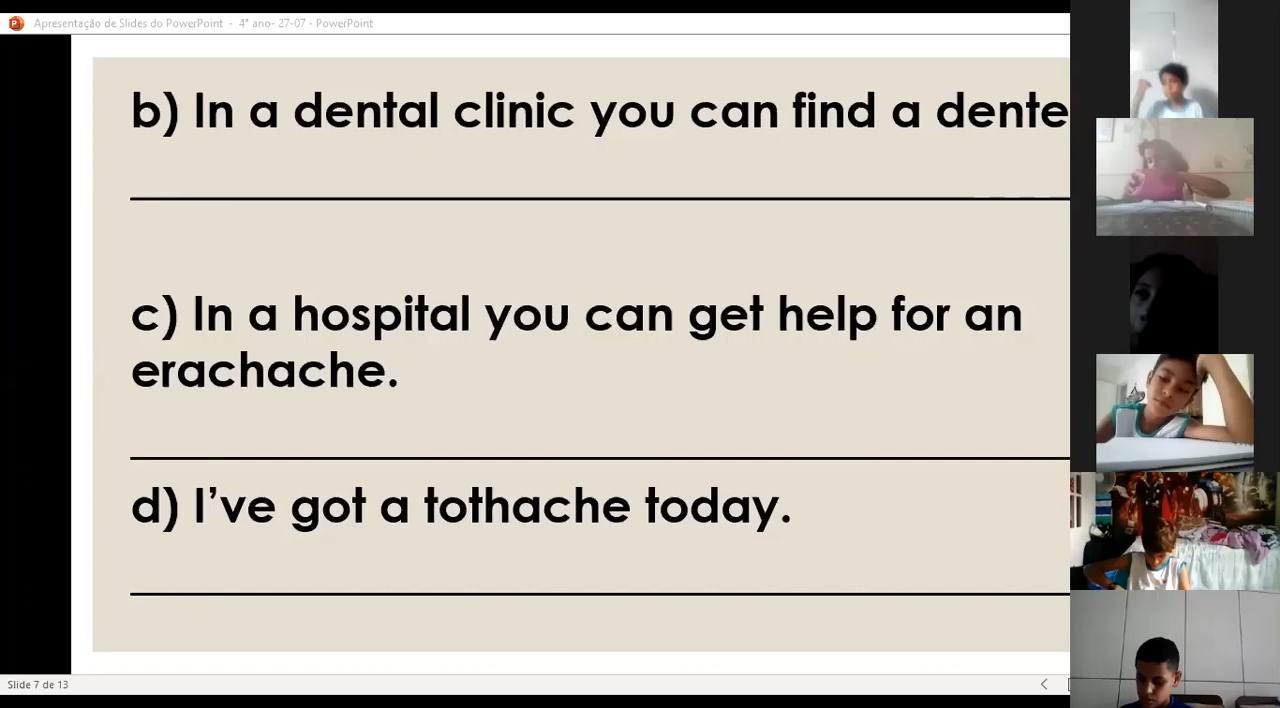 Apresentação de Slides do PowerPoint - 4° ano- 27-07 - PowerPoint
b) In a dental clinic you can find a dente
c) In a hospital you can get help for an
erachache.
d) I've got a tothache today.
Slide 7 de 13